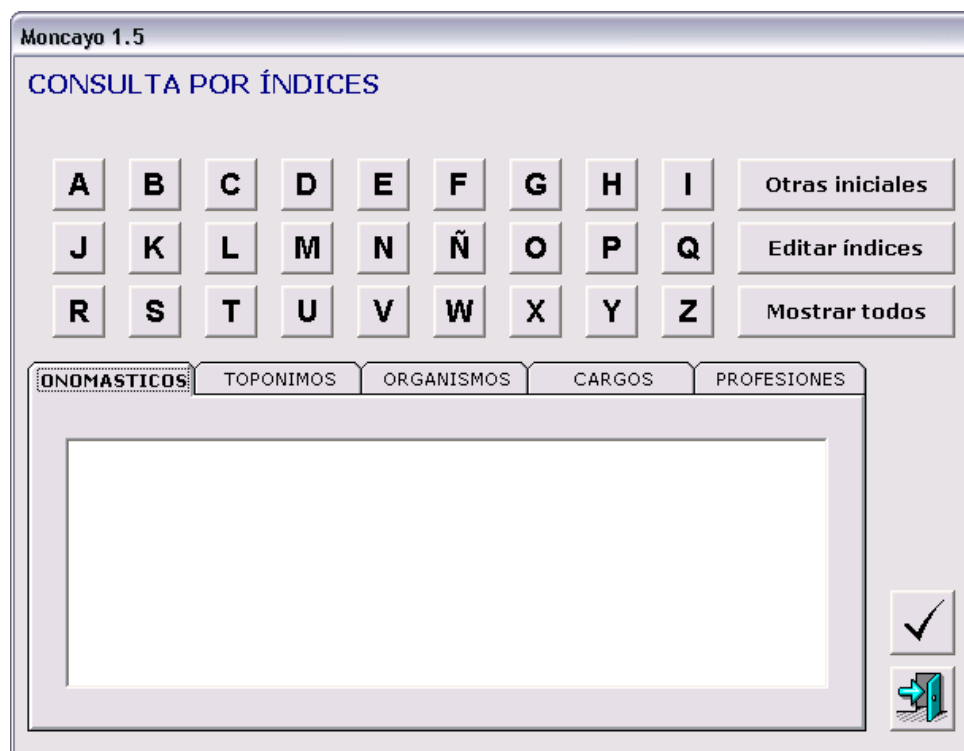 Moncayo 1.5
CONSULTA POR ÍNDICES
A B C D E F G H I Otras iniciales
J K L M N Ñ O P Q Editar índices
R S T U V W X Y Z Mostrar todos
ONOMASTICOS TOPONIMOS ORGANISMOS CARGOS PROFESIONES